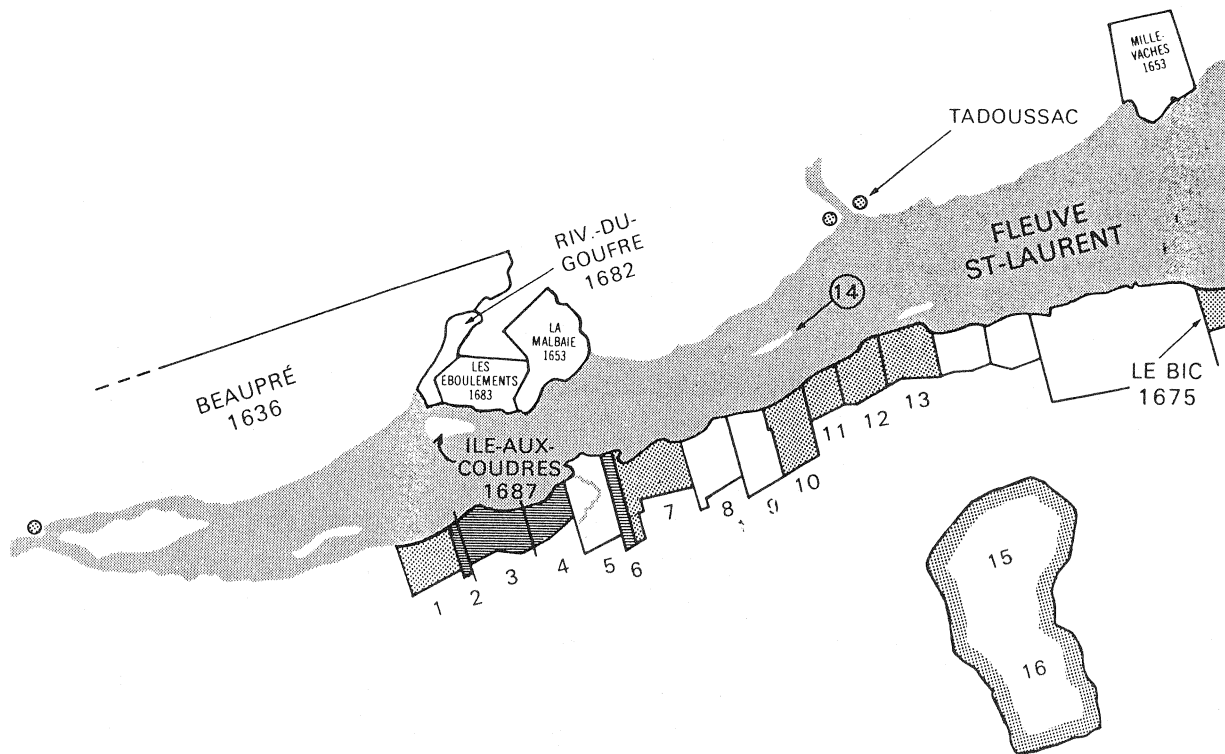 MILLE-
VACHES
1653
TADOUSSAC
FLEUVE
ST-LAURENT
RIV.-DU-
GOUFRE
1682
14
LA
MALBAIE
1653
LES
EBOULEMENTS
1683
BEAUPRÉ
1636
ILE-AUX-
COUDRES
1687
LE BIC
1675
1
2
3
4
5
6
7
8
9
10
11
12
13
15
16